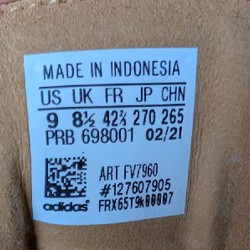 MADE IN INDONESIA
US UK FR JP CHN
9 8½ 42⅔ 270 265
PRB 698001 02/21
ART FV7960
#127607905
adidas FRX65T9k00007